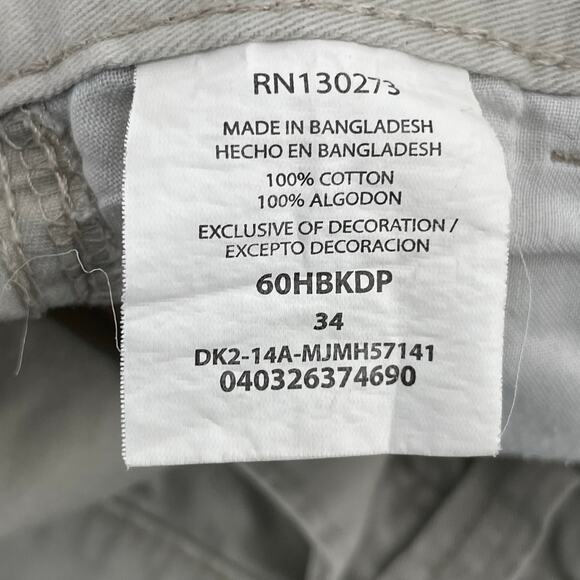 RN130273
MADE IN BANGLADESH
HECHO EN BANGLADESH
100% COTTON
100% ALGODON
EXCLUSIVE OF DECORATION /
EXCEPTO DECORACION
60HBKDP
34
DK2-14A-MJMH57141
040326374690